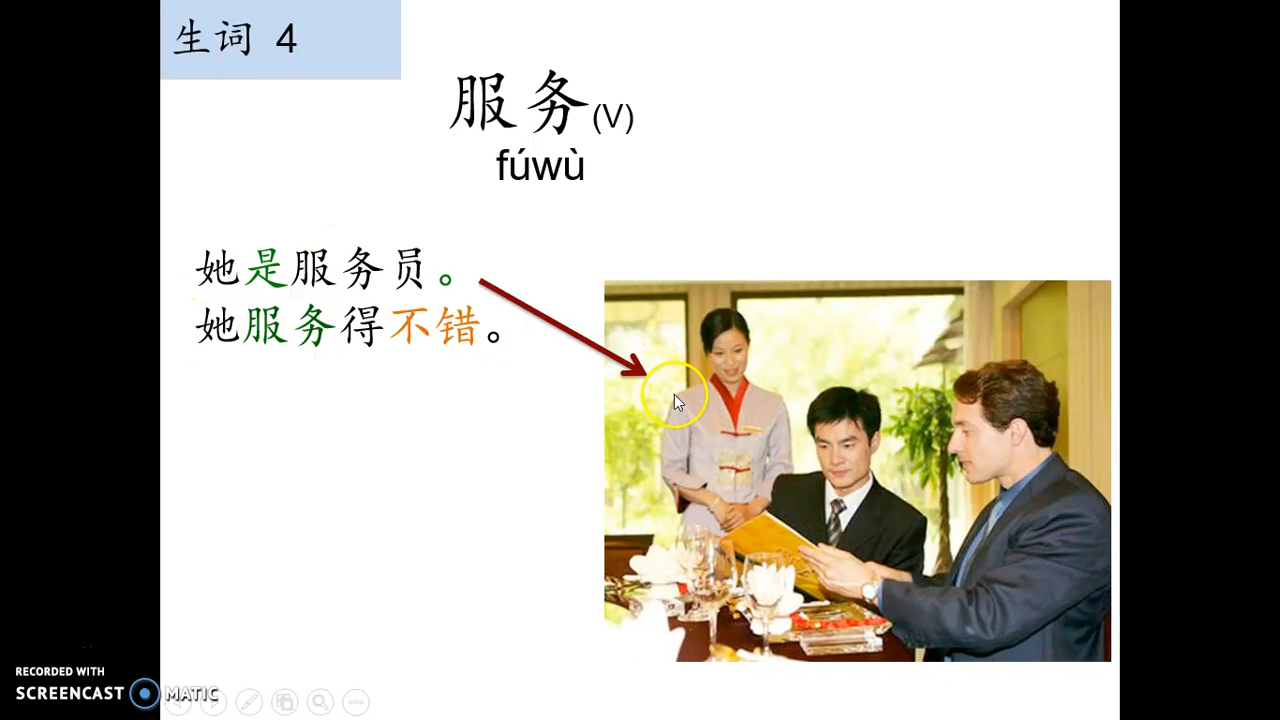 生词 4
服务(V)
fúwù
她是服务员。
她服务得不错。
RECORDED WITH
SCREENCAST MATIC